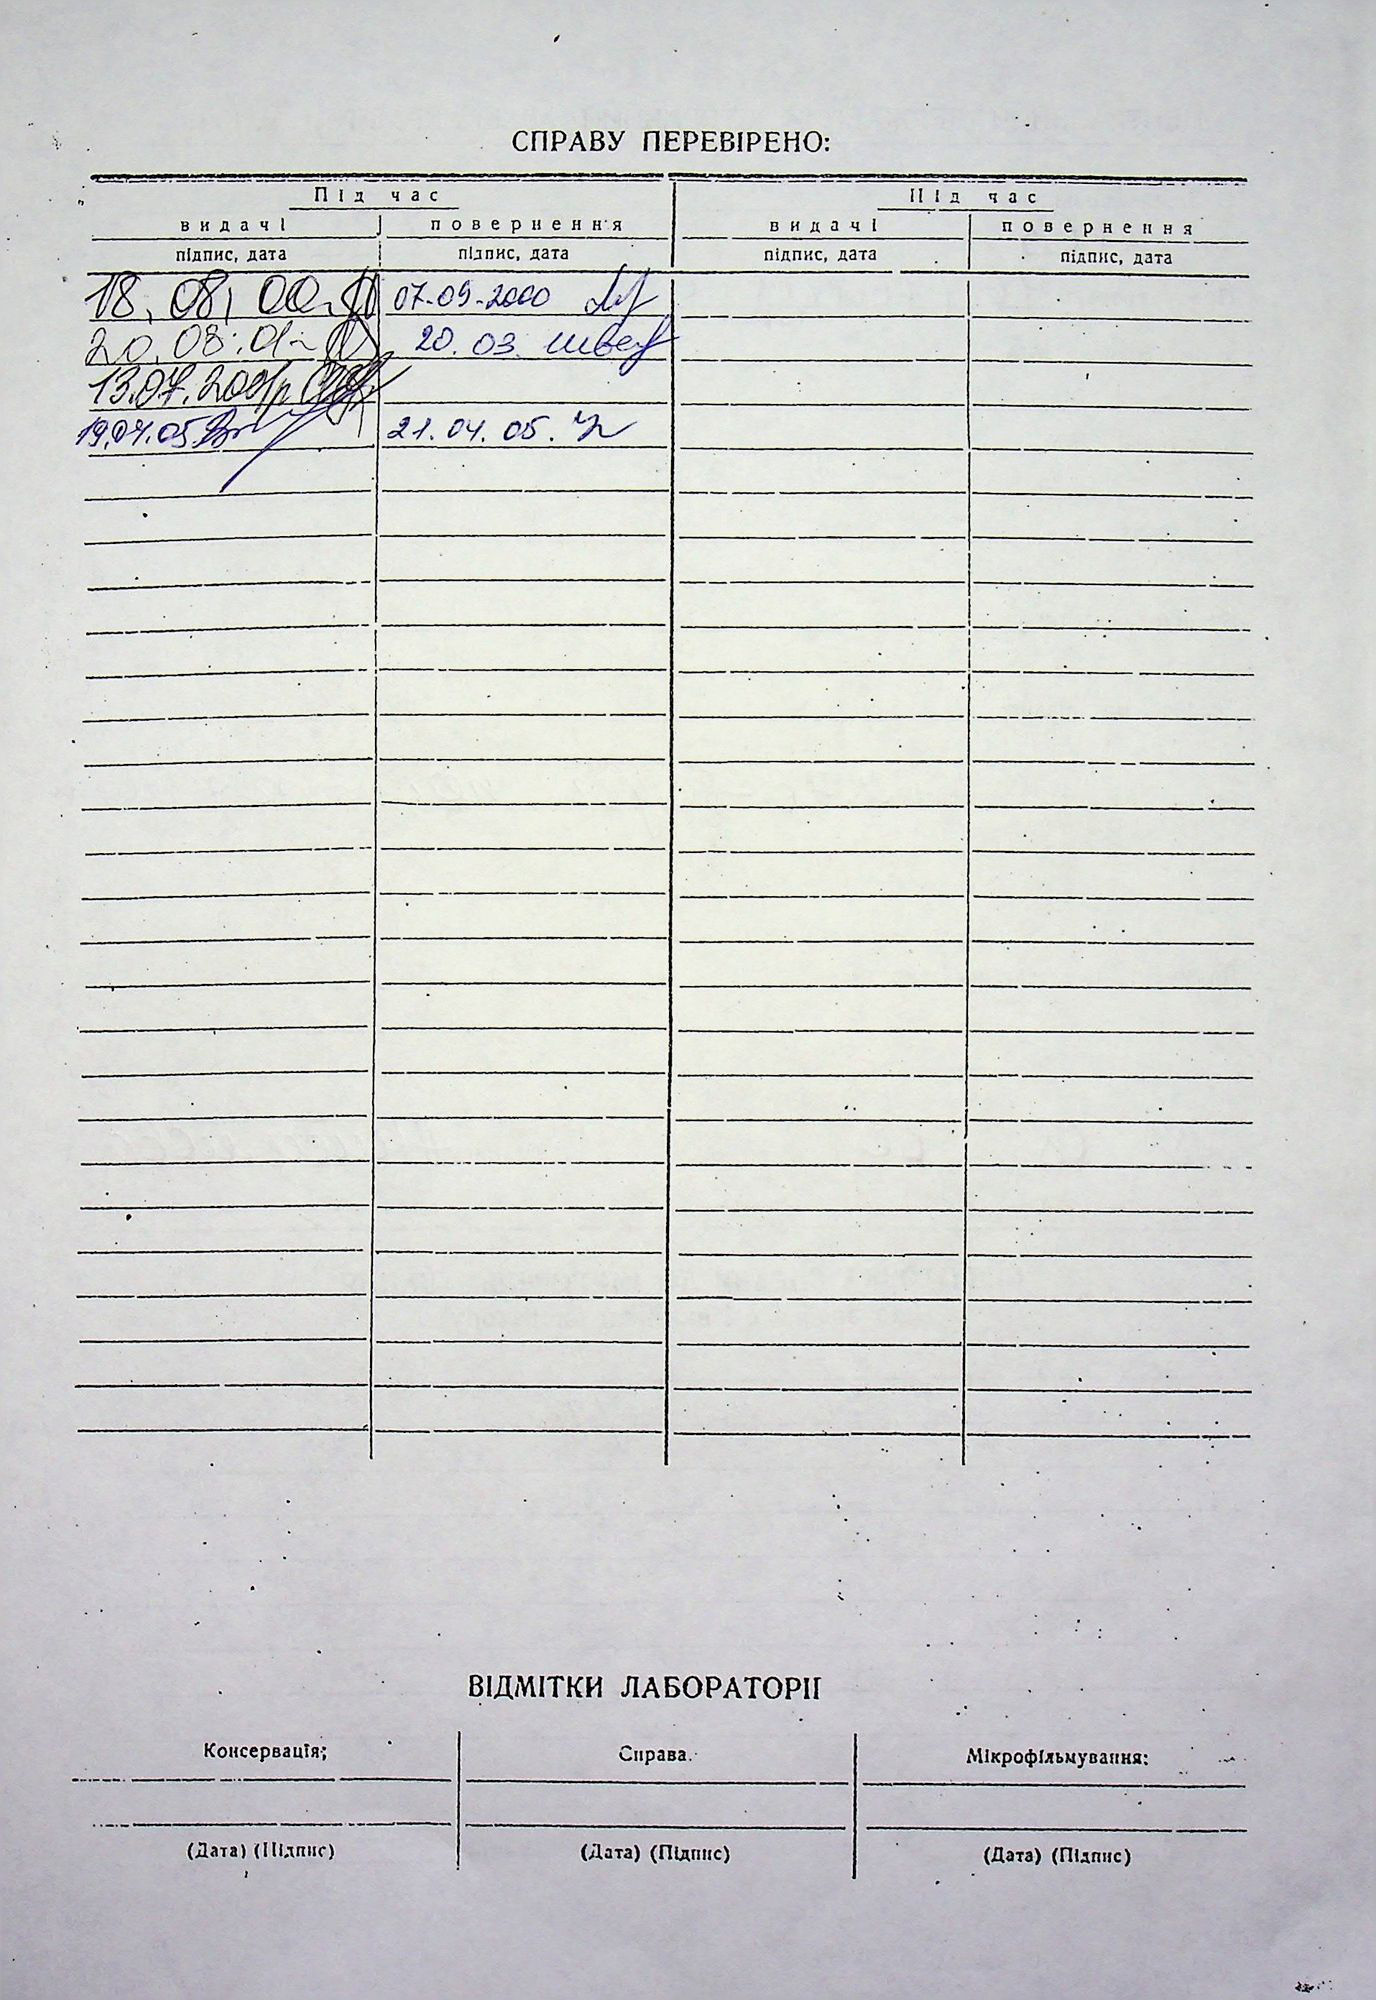 СПРАВУ ПЕРЕВІРЕНО:
Під час Під час
видачі повернення видачі повернення
підпис, дата підпис, дата підпис, дата підпис, дата
18.08.00 07-09-2000
20.03.01 20.03.
13.07.
19.04.05 21.04.05.
ВІДМІТКИ ЛАБОРАТОРІЇ
Консервація: Справа. Мікрофільмування:
(Дата) (Підпис) (Дата) (Підпис) (Дата) (Підпис)